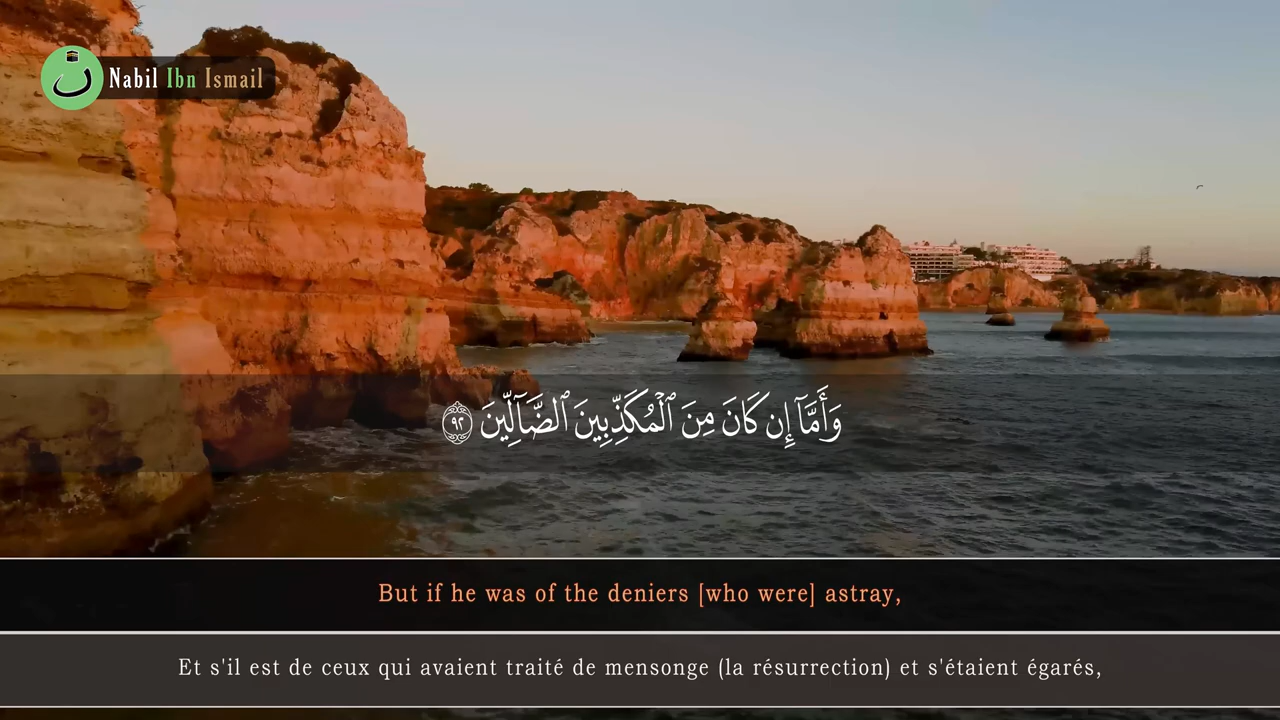 Nabil Ibn Ismail
وَأَمَّآ إِن كَانَ مِنَ ٱلْمُكَذِّبِينَ ٱلضَّآلِّينَ ٩٢
But if he was of the deniers [who were] astray,
Et s'il est de ceux qui avaient traité de mensonge (la résurrection) et s'étaient égarés,